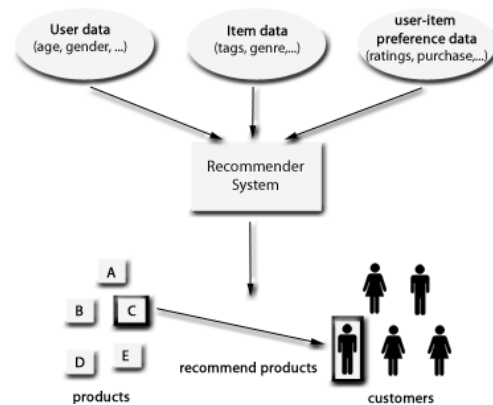 User data
(age, gender, ...)
Item data
(tags, genre,...)
user-item
preference data
(ratings, purchase,...)
Recommender
System
A
B
C
D
E
products
recommend products
customers